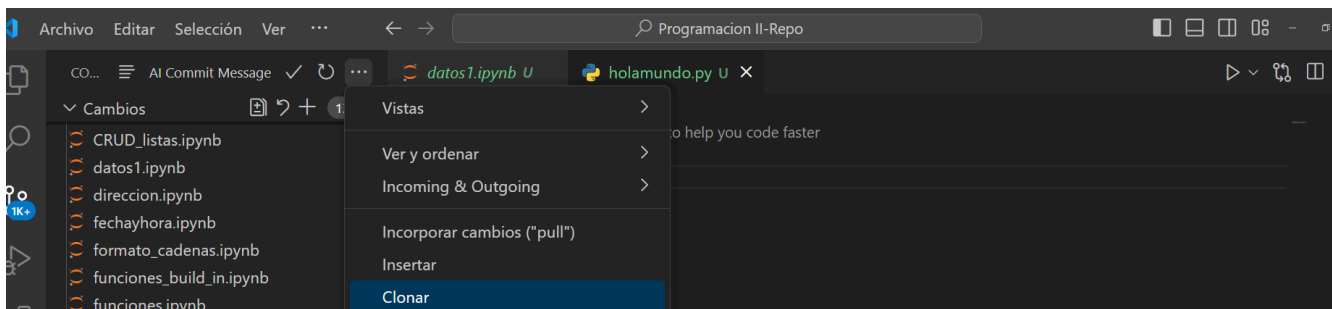 Archivo Editar Selección Ver ··· Programacion II-Repo
CO... AI Commit Message ··· datos1.ipynb U holamundo.py U
Cambios
Vistas
to help you code faster
CRUD_listas.ipynb
Ver y ordenar
datos1.ipynb
Incoming & Outgoing
direccion.ipynb
1K+
fechayhora.ipynb
Incorporar cambios ("pull")
formato_cadenas.ipynb
Insertar
funciones_build_in.ipynb
Clonar
funciones.ipynb